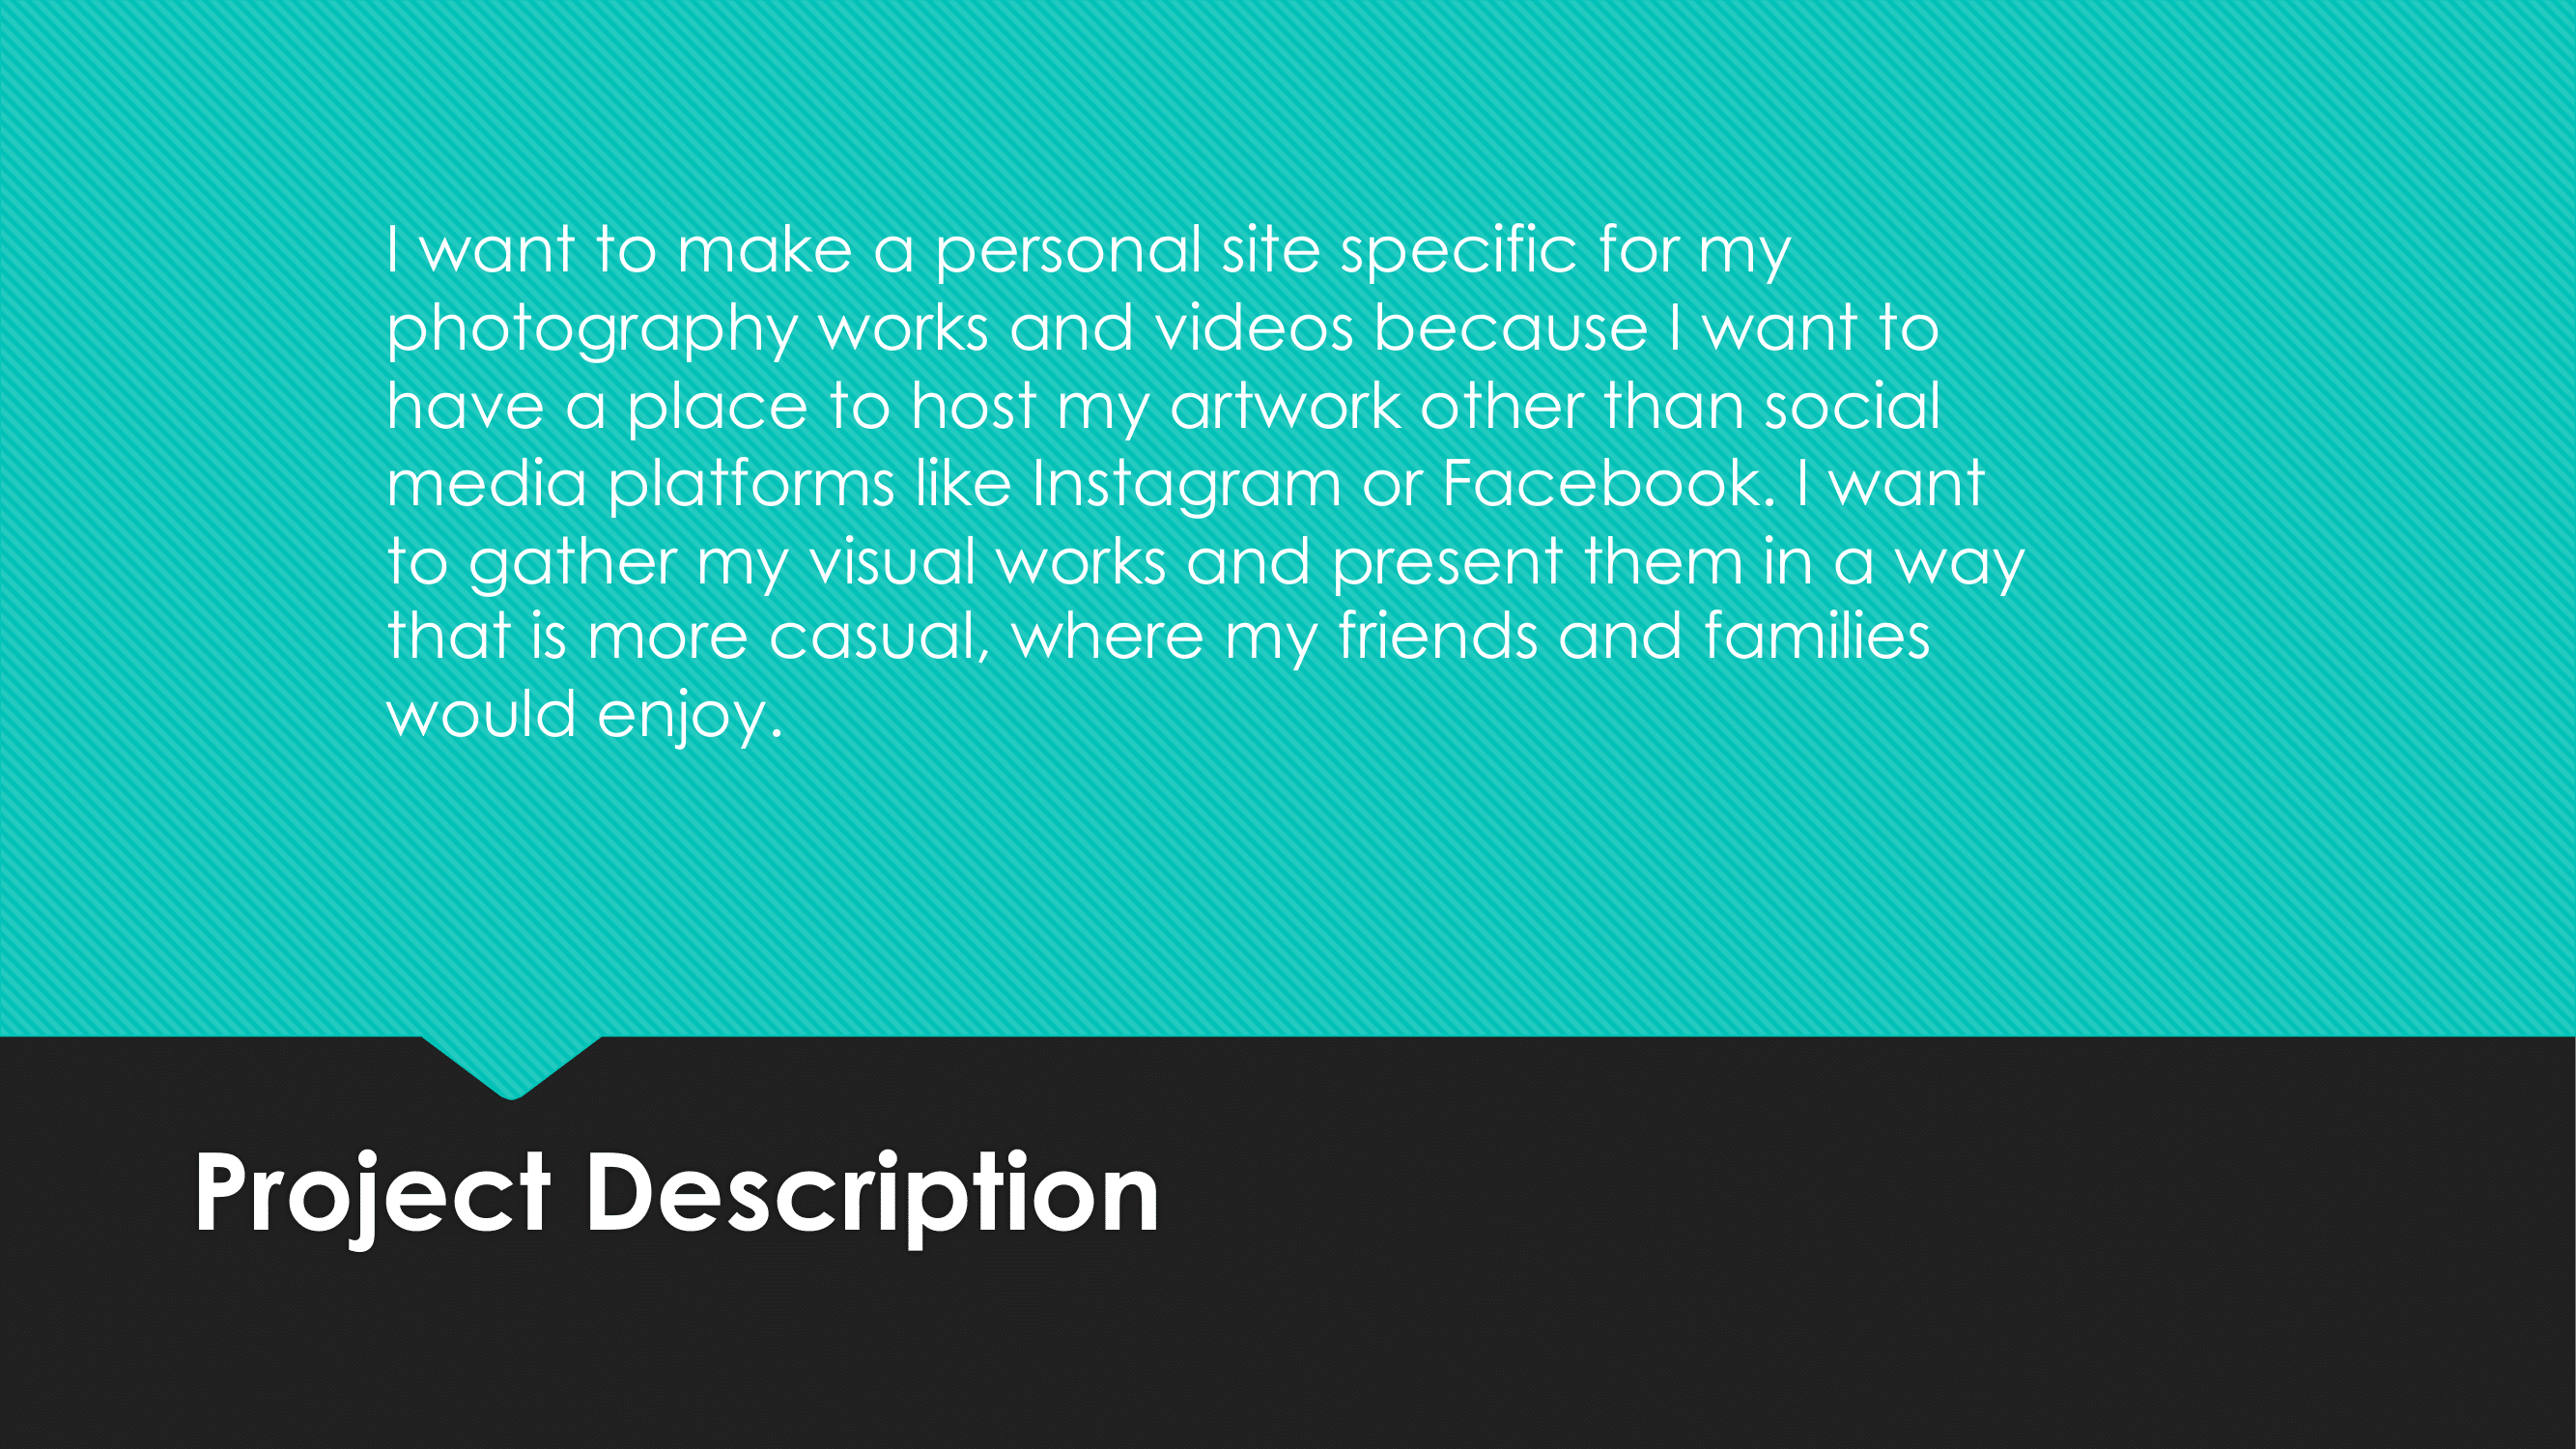 I want to make a personal site specific for my
photography works and videos because I want to
have a place to host my artwork other than social
media platforms like Instagram or Facebook. I want
to gather my visual works and present them in a way
that is more casual, where my friends and families
would enjoy.
Project Description